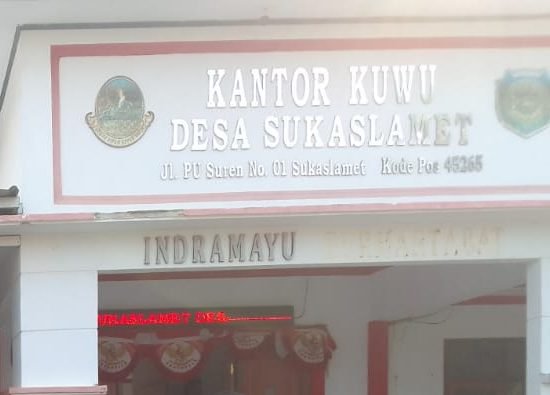 KANTOR KUWU
DESA SUKASLAMET
Jl. PU Suren No. 01 Sukaslamet Kode Pos 45265
INDRAMAYU